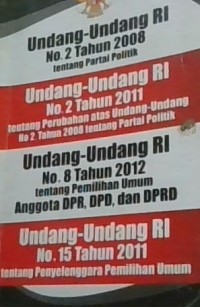 Undang-Undang RI
No. 2 Tahun 2008
tentang Partai Politik
Undang-Undang RI
No. 2 Tahun 2011
tentang Perubahan atas Undang-Undang
No 2 Tahun 2008 tentang Partai Politik
Undang-Undang RI
No. 8 Tahun 2012
tentang Pemilihan Umum
Anggota DPR, DPD, dan DPRD
Undang-Undang RI
No. 15 Tahun 2011
tentang Penyelenggara Pemilihan Umum